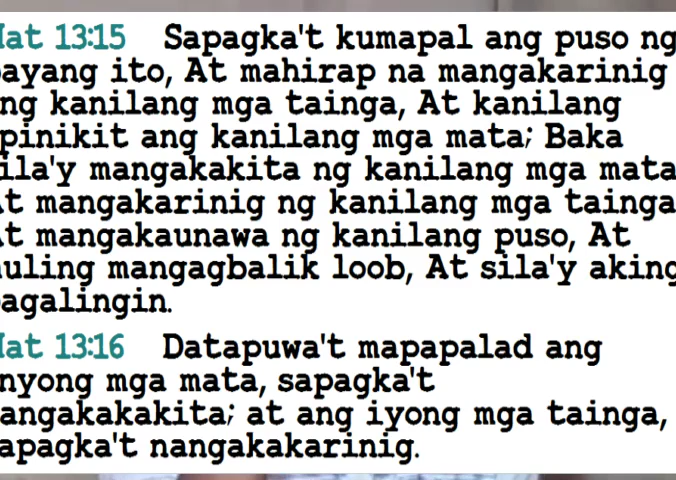 Mat 13:15 Sapagka't kumapal ang puso ng
bayang ito, At mahirap na mangakarinig
ang kanilang mga tainga, At kanilang
ipinikit ang kanilang mga mata; Baka
sila'y mangakakita ng kanilang mga mata
At mangakarinig ng kanilang mga tainga
At mangakaunawa ng kanilang puso, At
muling mangagbalik loob, At sila'y aking
pagalingin.
Mat 13:16 Datapuwa't mapapalad ang
inyong mga mata, sapagka't
nangakakakita; at ang iyong mga tainga,
sapagka't nangakakarinig.